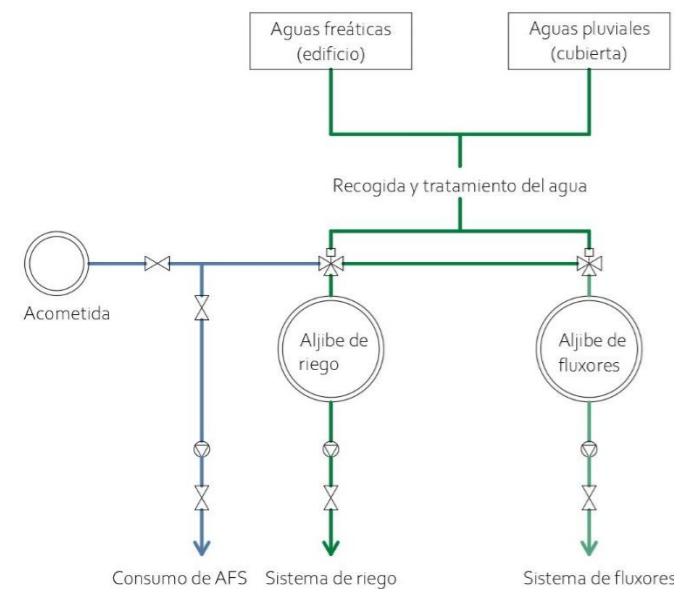 Aguas freáticas
(edificio)
Aguas pluviales
(cubierta)
Recogida y tratamiento del agua
Acometida
Aljibe de
riego
Aljibe de
fluxores
Consumo de AFS
Sistema de riego
Sistema de fluxores